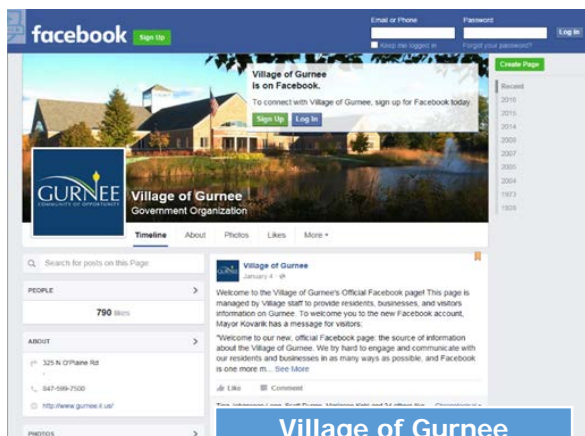 facebook
Sign Up
Email or Phone
Password
Log In
Keep me logged in
Forgot your password?
Create Page
Village of Gurnee
is on Facebook.
To connect with Village of Gurnee, sign up for Facebook today.
Sign Up
Log In
Recent
2016
2015
2014
2008
2007
2005
2004
1973
1928
GURNEE
COMMUNITY OF OPPORTUNITY
Village of Gurnee
Government Organization
Timeline
About
Photos
Likes
More
Search for posts on this Page
PEOPLE
790 likes
ABOUT
325 N O'Plaine Rd
847-599-7500
http://www.gurnee.il.us/
PHOTOS
GURNEE
Village of Gurnee
January 4
Welcome to the Village of Gurnee's Official Facebook page! This page is
managed by Village staff to provide residents, businesses, and visitors
information on Gurnee. To welcome you to the new Facebook account,
Mayor Kovarik has a message for visitors:
"Welcome to our new, official Facebook page: the source of information
about the Village of Gurnee. We try hard to engage and communicate with
our residents and businesses in as many ways as possible, and Facebook
is one more m... See More
Like
Comment
Village of Gurnee